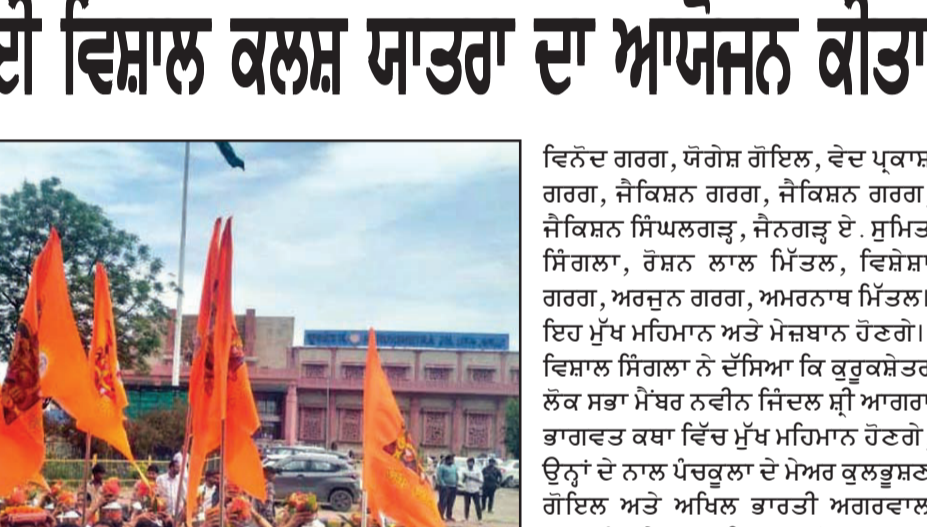 ਈ ਵਿਸ਼ਾਲ ਕਲਸ਼ ਯਾਤਰਾ ਦਾ ਆਯੋਜਨ ਕੀਤਾ
ਵਿਨੋਦ ਗਰਗ, ਯੋਗੇਸ਼ ਗੋਇਲ, ਵੇਦ ਪ੍ਰਕਾਸ਼
ਗਰਗ, ਜੈਕਿਸ਼ਨ ਗਰਗ, ਜੈਕਿਸ਼ਨ ਗਰਗ,
ਜੈਕਿਸ਼ਨ ਸਿੰਘਲਗੜ੍ਹ, ਜੈਨਗੜ੍ਹ ਏ. ਸੁਮਿਤ
ਸਿੰਗਲਾ, ਰੋਸ਼ਨ ਲਾਲ ਮਿੱਤਲ, ਵਿਸ਼ੇਸ਼ਾ
ਗਰਗ, ਅਰਜੁਨ ਗਰਗ, ਅਮਰਨਾਥ ਮਿੱਤਲ।
ਇਹ ਮੁੱਖ ਮਹਿਮਾਨ ਅਤੇ ਮੇਜ਼ਬਾਨ ਹੋਣਗੇ।
ਵਿਸ਼ਾਲ ਸਿੰਗਲਾ ਨੇ ਦੱਸਿਆ ਕਿ ਕੁਰੂਕਸ਼ੇਤਰ
ਲੋਕ ਸਭਾ ਮੈਂਬਰ ਨਵੀਨ ਜਿੰਦਲ ਸ਼੍ਰੀ ਆਗਰਾ
ਭਾਗਵਤ ਕਥਾ ਵਿੱਚ ਮੁੱਖ ਮਹਿਮਾਨ ਹੋਣਗੇ
ਉਨ੍ਹਾਂ ਦੇ ਨਾਲ ਪੰਚਕੂਲਾ ਦੇ ਮੇਅਰ ਕੁਲਭੂਸ਼ਣ
ਗੋਇਲ ਅਤੇ ਅਖਿਲ ਭਾਰਤੀ ਅਗਰਵਾਲ